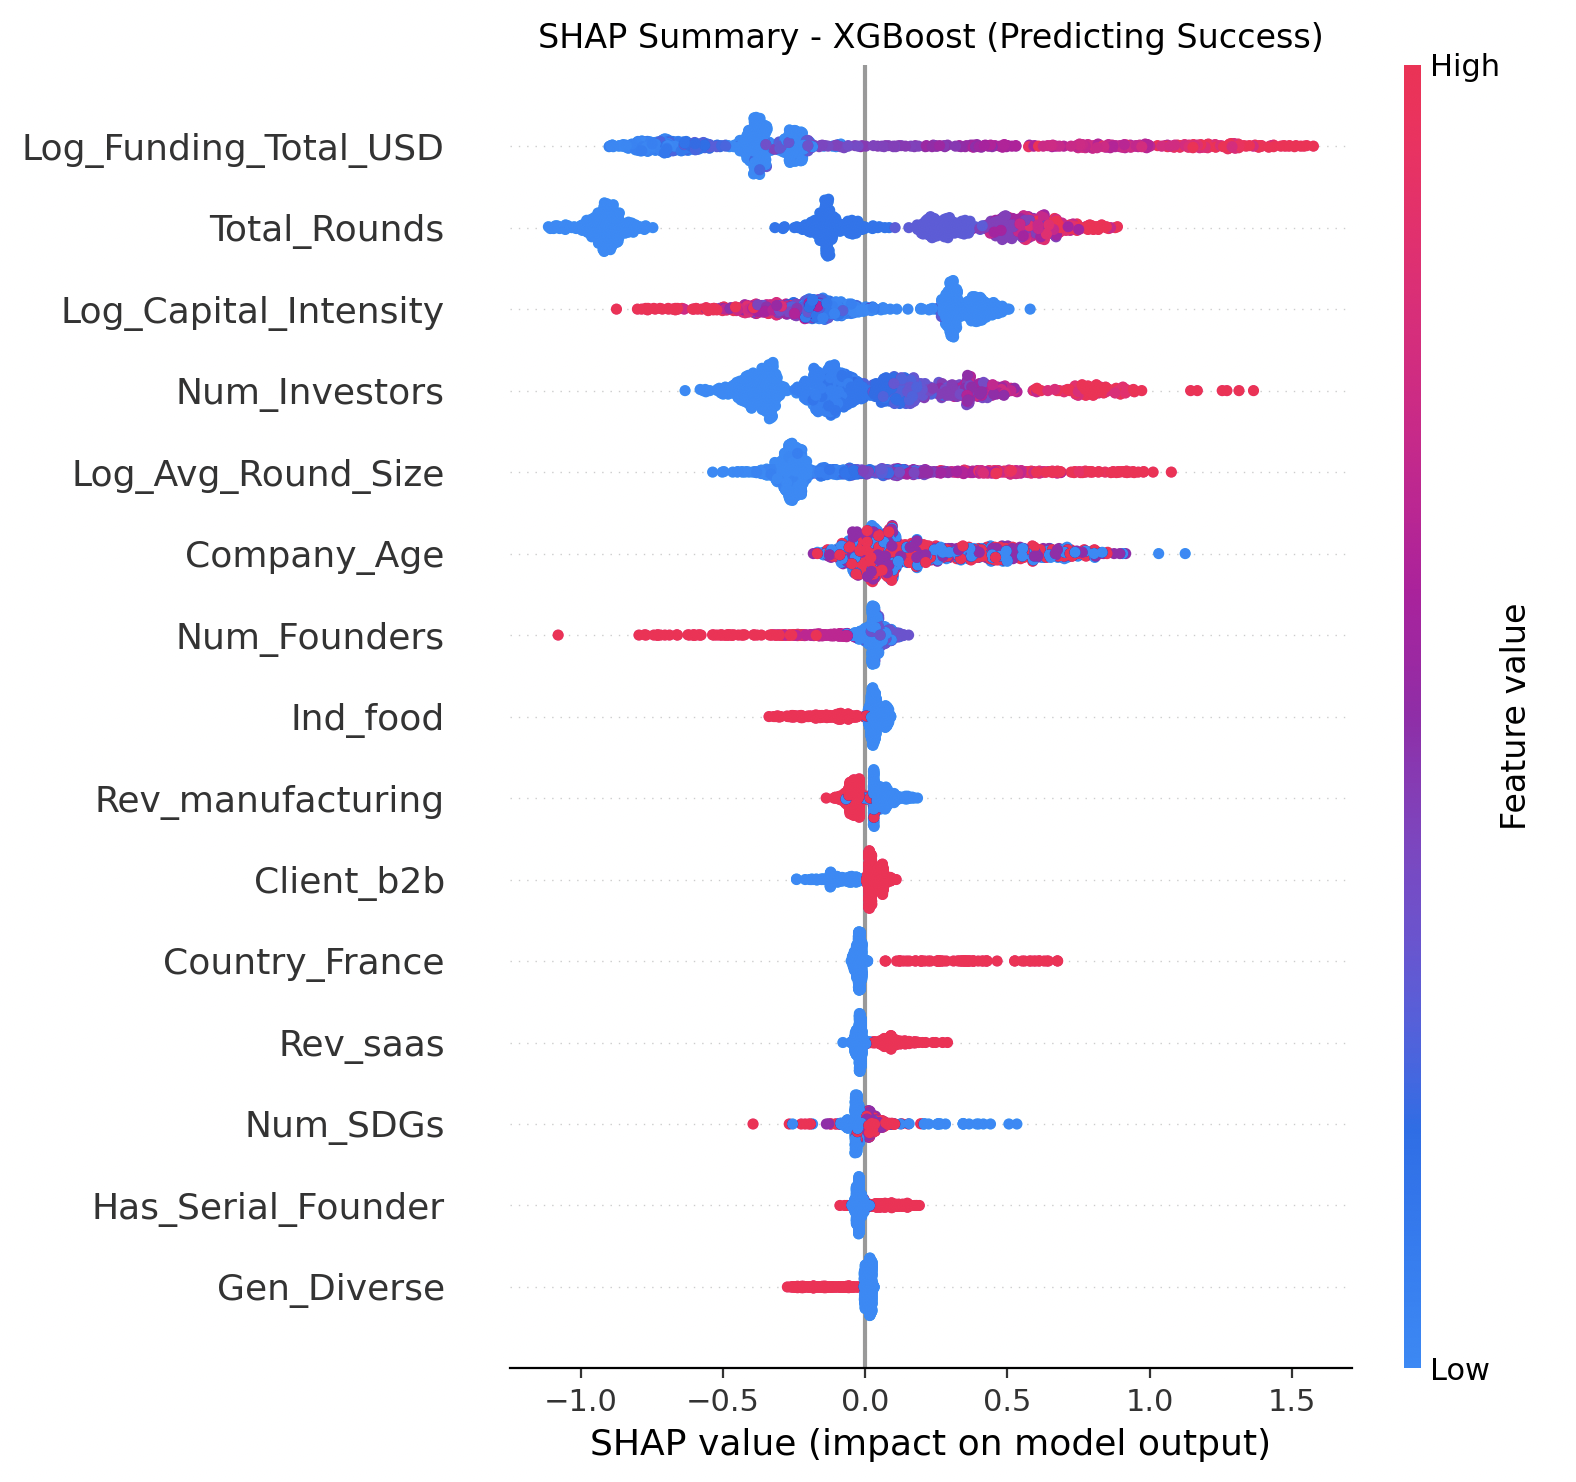 SHAP Summary - XGBoost (Predicting Success)
High
Log_Funding_Total_USD
Total_Rounds
Log_Capital_Intensity
Num_Investors
Log_Avg_Round_Size
Company_Age
Num_Founders
Ind_food
Rev_manufacturing
Client_b2b
Country_France
Rev_saas
Num_SDGs
Has_Serial_Founder
Gen_Diverse
Feature value
Low
−1.0 −0.5 0.0 0.5 1.0 1.5
SHAP value (impact on model output)